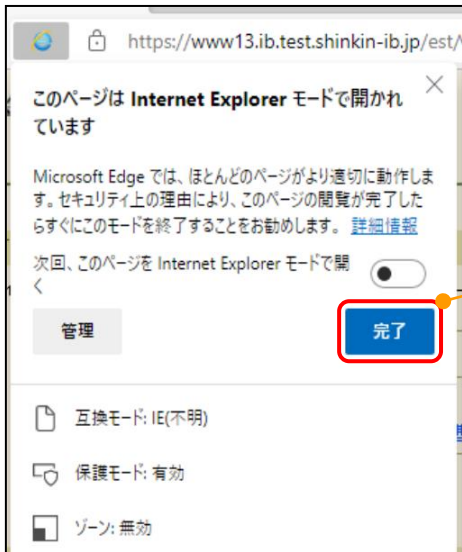 https://www13.ib.test.shinkin-ib.jp/est/
このページは Internet Explorer モードで開かれ
ています
Microsoft Edge では、ほとんどのページがより適切に動作しま
す。セキュリティ上の理由により、このページの閲覧が完了した
らすぐにこのモードを終了することをお勧めします。 詳細情報
次回、このページを Internet Explorer モードで開
く
管理
完了
互換モード: IE(不明)
保護モード: 有効
ゾーン: 無効